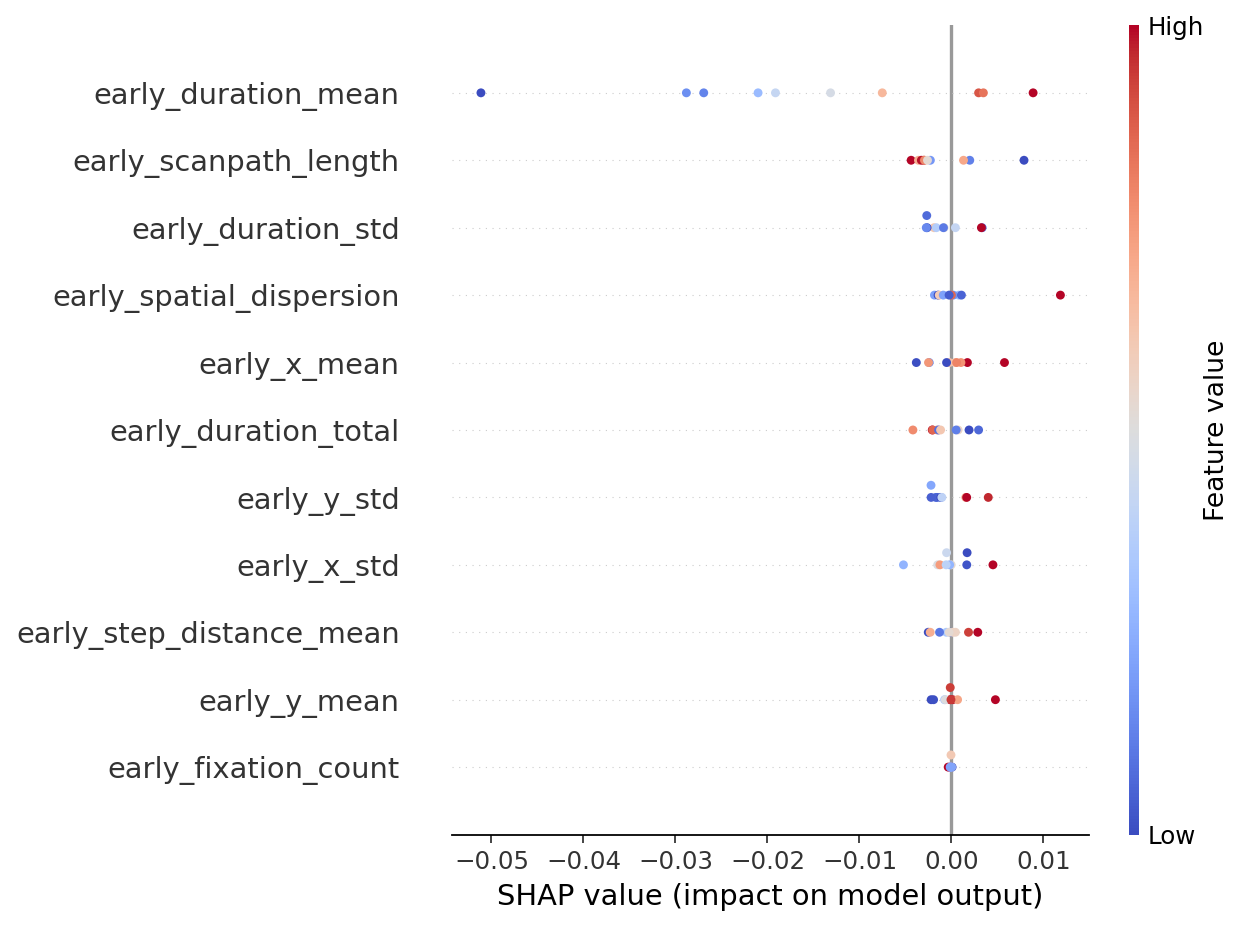 early_duration_mean
early_scanpath_length
early_duration_std
early_spatial_dispersion
early_x_mean
early_duration_total
early_y_std
early_x_std
early_step_distance_mean
early_y_mean
early_fixation_count
−0.05 −0.04 −0.03 −0.02 −0.01 0.00 0.01
SHAP value (impact on model output)
High
Feature value
Low